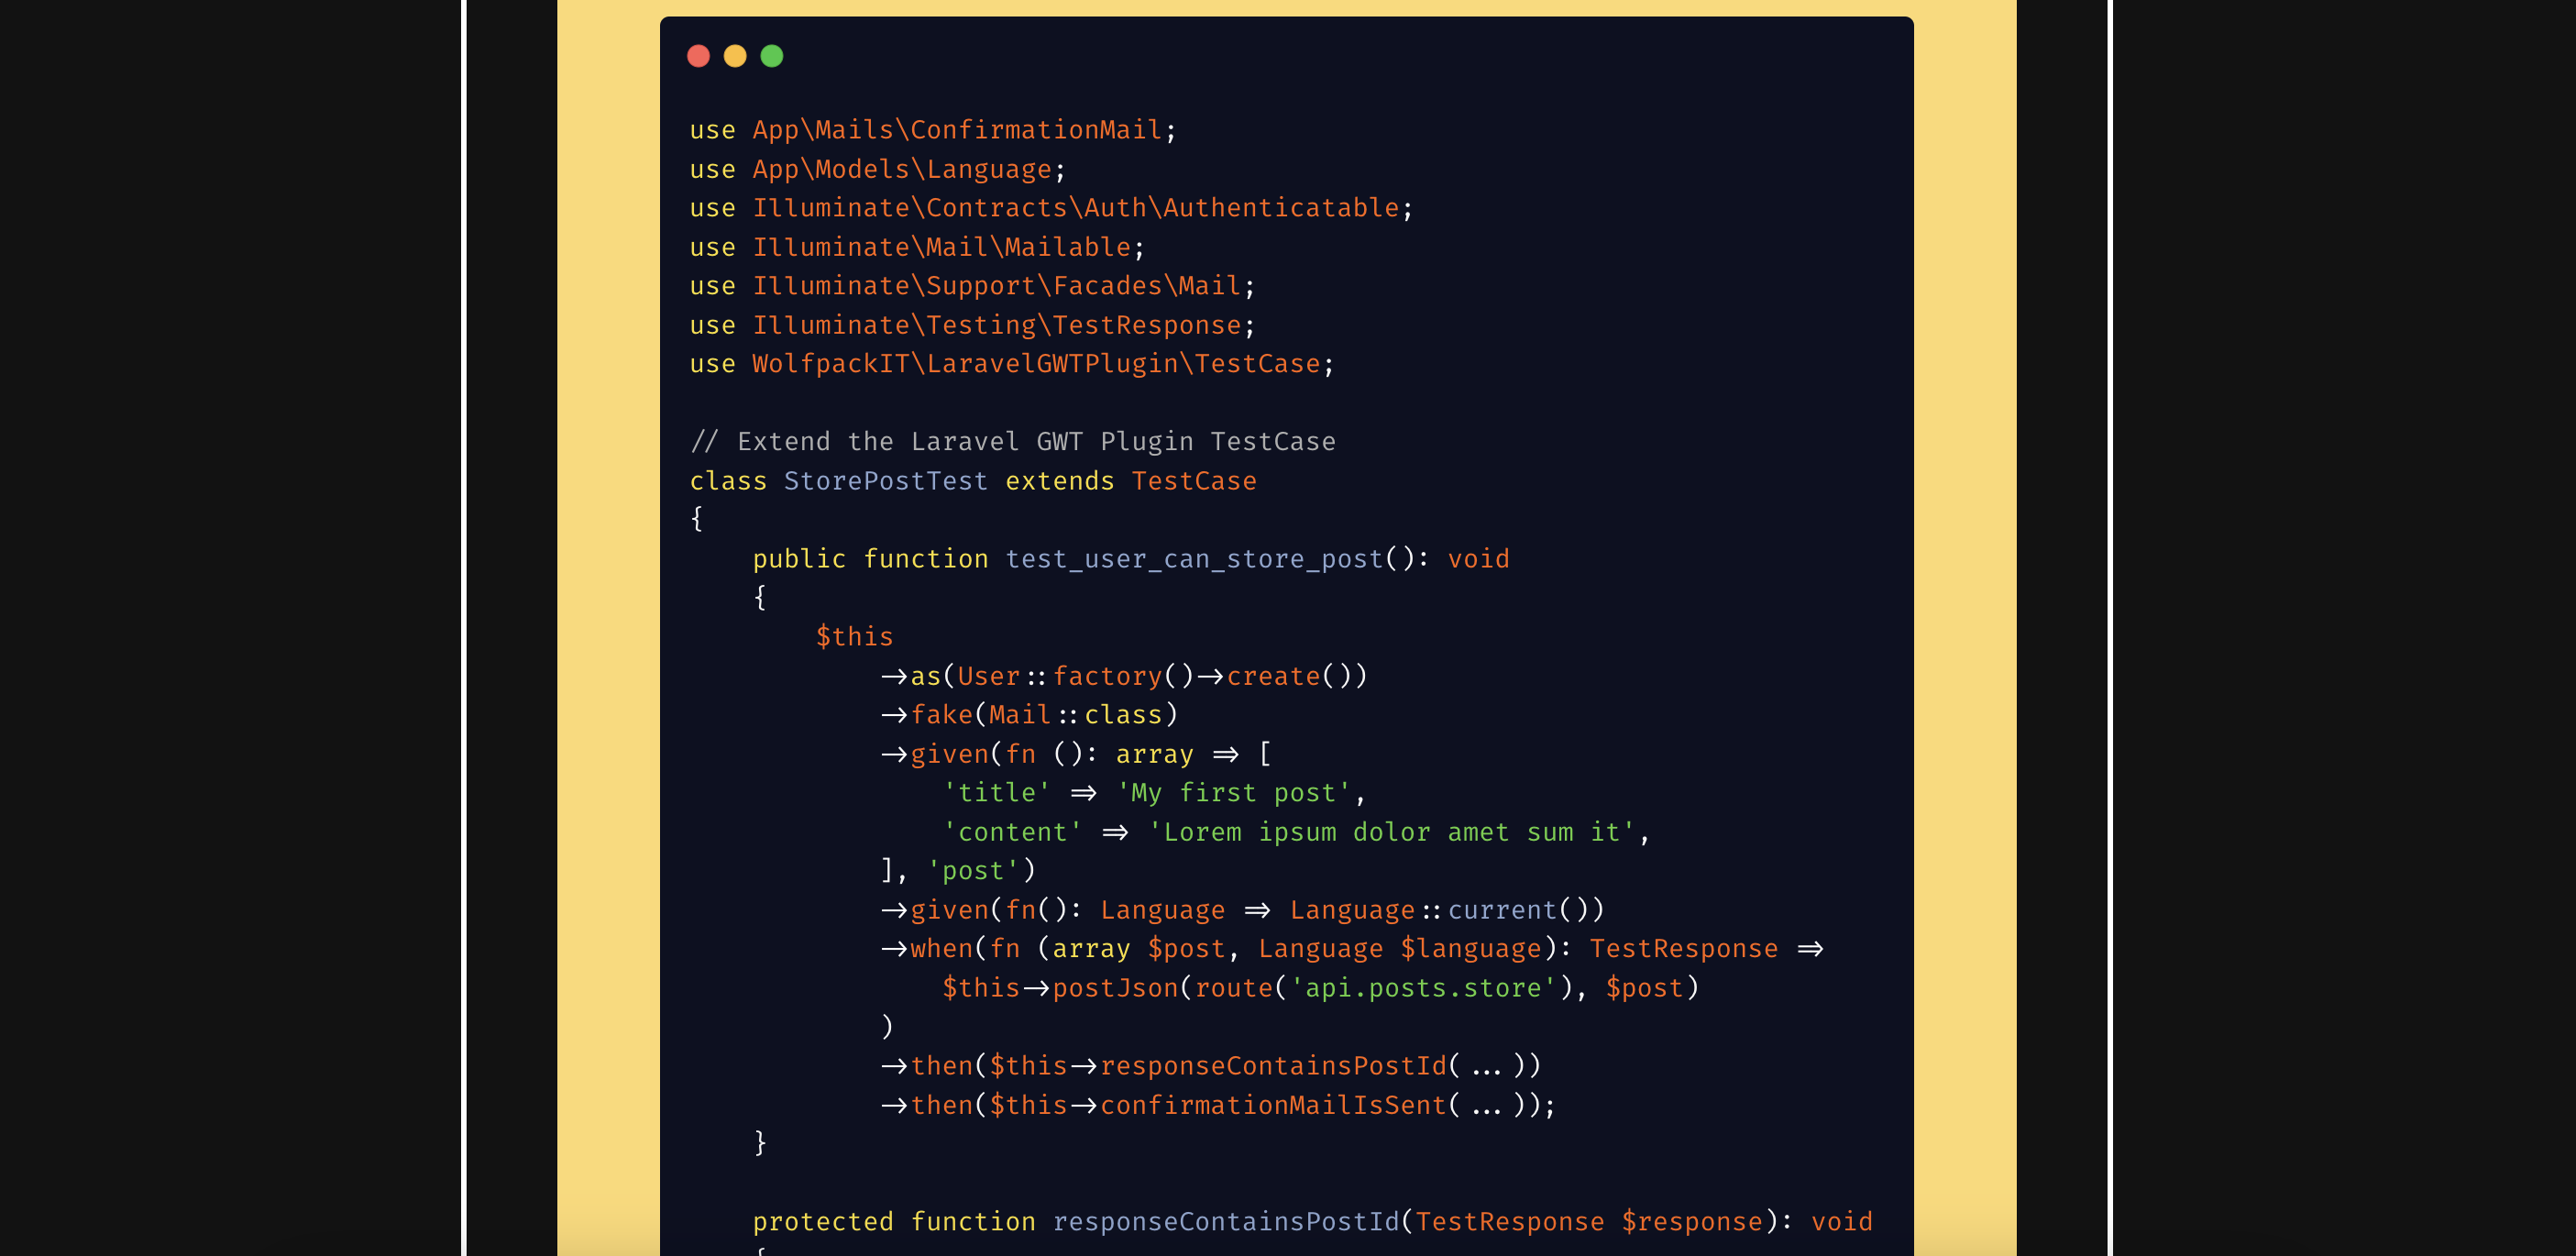 use App\Mails\ConfirmationMail;
use App\Models\Language;
use Illuminate\Contracts\Auth\Authenticatable;
use Illuminate\Mail\Mailable;
use Illuminate\Support\Facades\Mail;
use Illuminate\Testing\TestResponse;
use WolfpackIT\LaravelGWTPlugin\TestCase;

// Extend the Laravel GWT Plugin TestCase
class StorePostTest extends TestCase
{
    public function test_user_can_store_post(): void
    {
        $this
            ->as(User::factory()->create())
            ->fake(Mail::class)
            ->given(fn (): array => [
                'title' => 'My first post',
                'content' => 'Lorem ipsum dolor amet sum it',
            ], 'post')
            ->given(fn(): Language => Language::current())
            ->when(fn (array $post, Language $language): TestResponse =>
                $this->postJson(route('api.posts.store'), $post)
            )
            ->then($this->responseContainsPostId(...))
            ->then($this->confirmationMailIsSent(...));
    }

    protected function responseContainsPostId(TestResponse $response): void
    {